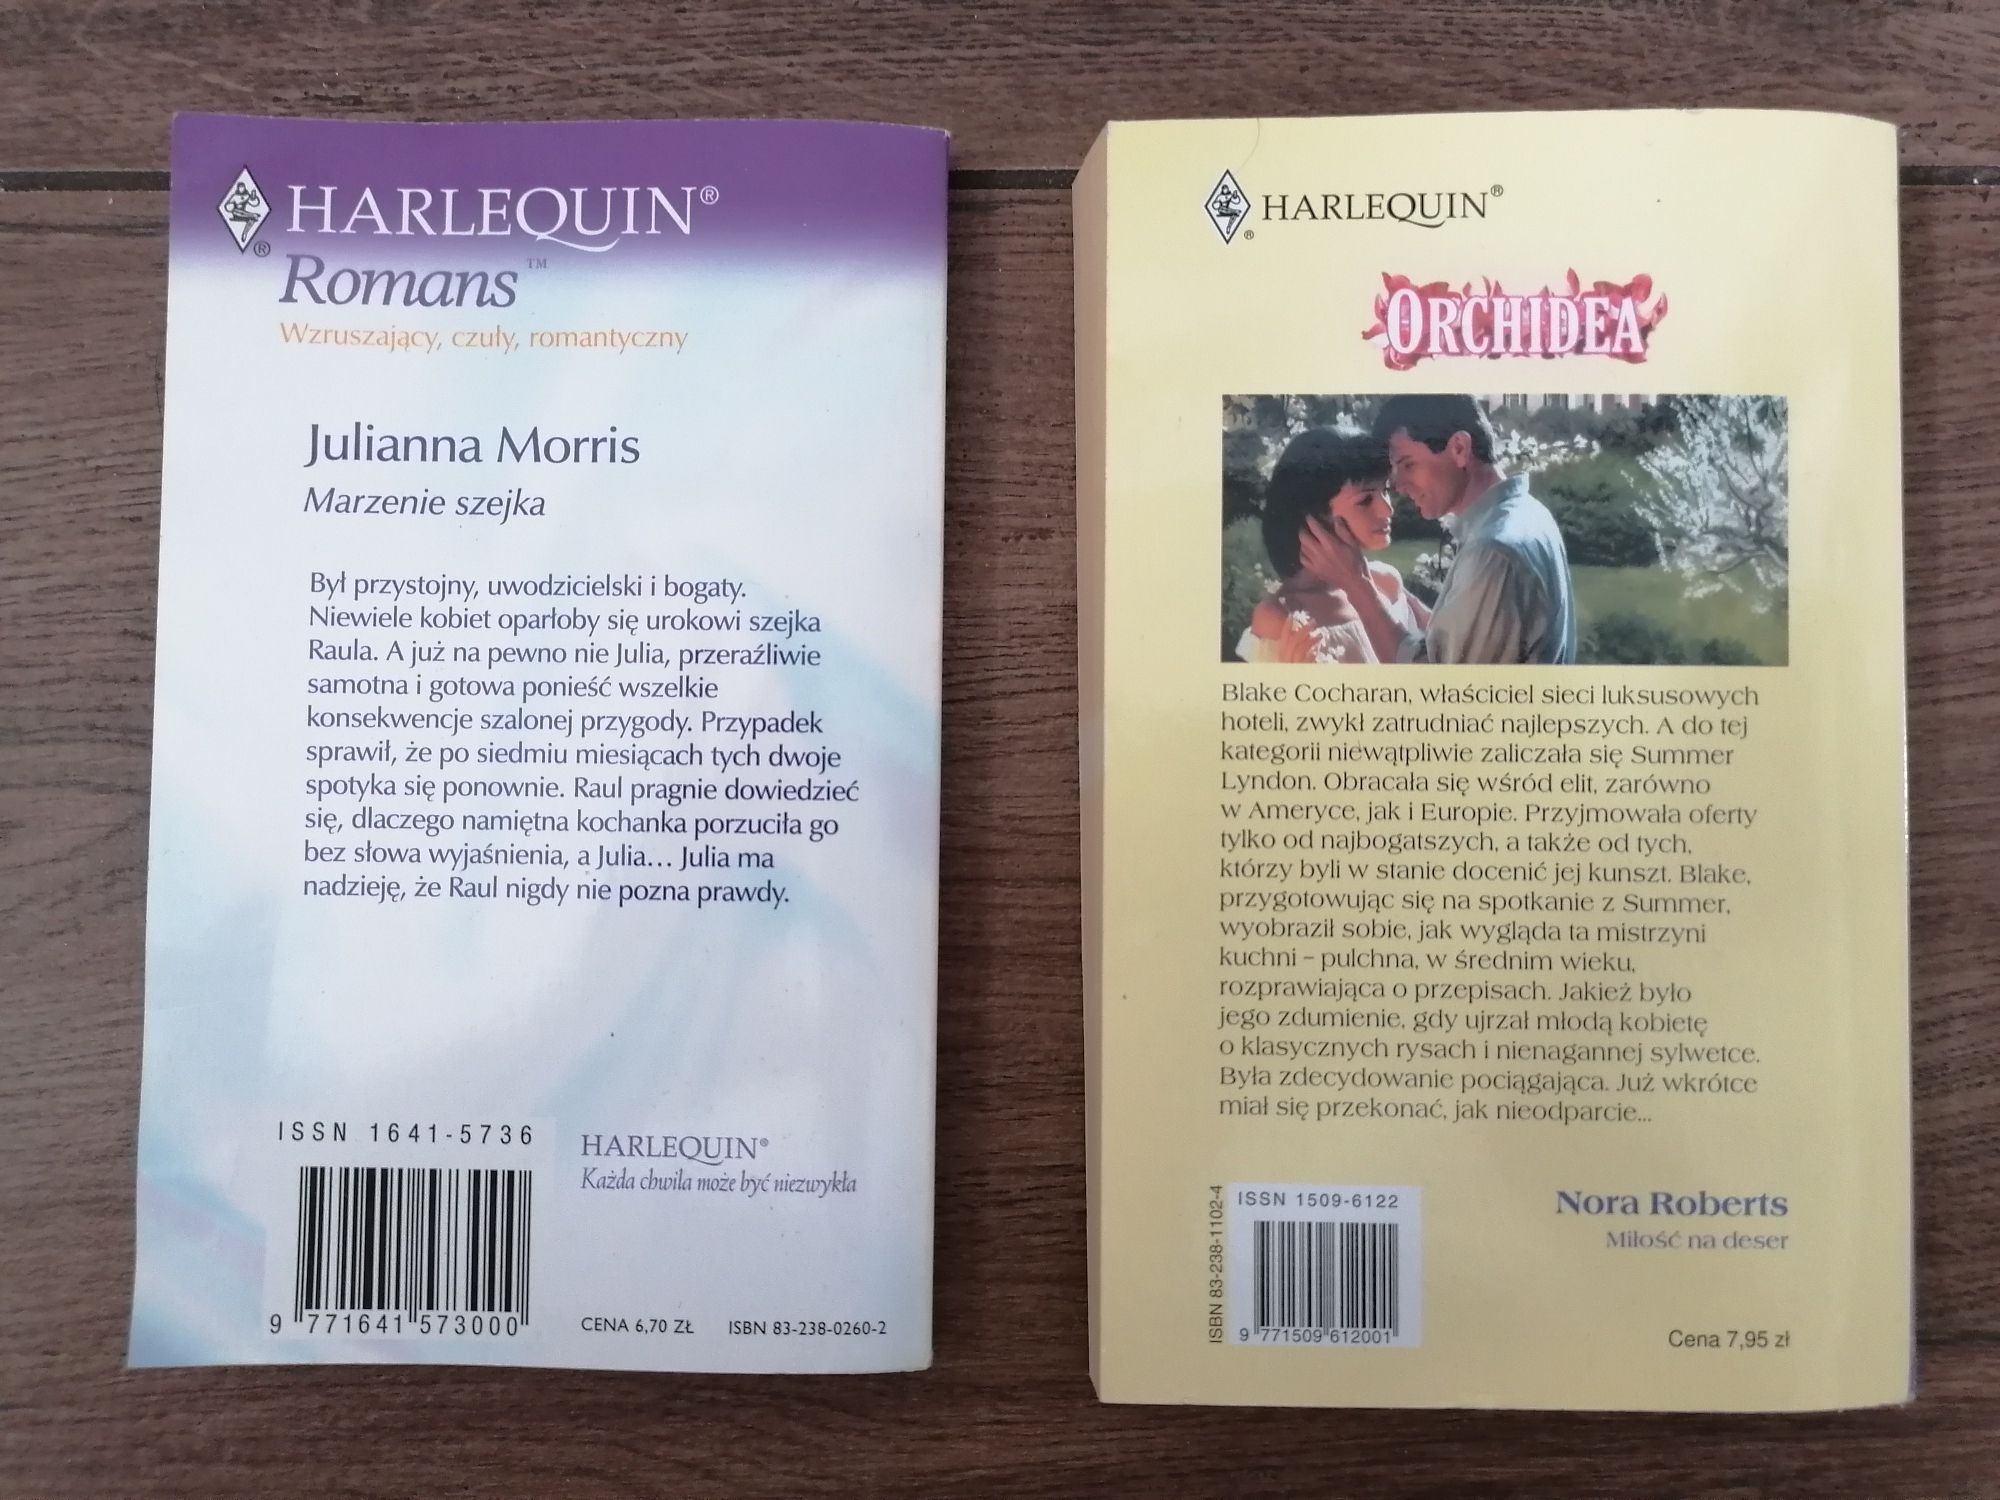 HARLEQUIN®
®
Romans™
Wzruszający, czuły, romantyczny
Julianna Morris
Marzenie szejka
Był przystojny, uwodzicielski i bogaty.
Niewiele kobiet oparłoby się urokowi szejka
Raula. A już na pewno nie Julia, przeraźliwie
samotna i gotowa ponieść wszelkie
konsekwencje szalonej przygody. Przypadek
sprawił, że po siedmiu miesiącach tych dwoje
spotyka się ponownie. Raul pragnie dowiedzieć
się, dlaczego namiętna kochanka porzuciła go
bez słowa wyjaśnienia, a Julia... Julia ma
nadzieję, że Raul nigdy nie pozna prawdy.
ISSN 1641-5736
9 771641 573000
HARLEQUIN®
Każda chwila może być niezwykła
CENA 6,70 ZŁ ISBN 83-238-0260-2
HARLEQUIN®
®
ORCHIDEA
Blake Cocharan, właściciel sieci luksusowych
hoteli, zwykł zatrudniać najlepszych. A do tej
kategorii niewątpliwie zaliczała się Summer
Lyndon. Obracała się wśród elit, zarówno
w Ameryce, jak i Europie. Przyjmowała oferty
tylko od najbogatszych, a także od tych,
którzy byli w stanie docenić jej kunszt. Blake,
przygotowując się na spotkanie z Summer,
wyobraził sobie, jak wygląda ta mistrzyni
kuchni – pulchna, w średnim wieku,
rozprawiająca o przepisach. Jakież było
jego zdumienie, gdy ujrzał młodą kobietę
o klasycznych rysach i nienagannej sylwetce.
Była zdecydowanie pociągająca. Już wkrótce
miał się przekonać, jak nieodparcie...
ISBN 83-238-1102-4
ISSN 1509-6122
9 771509 612001
Nora Roberts
Miłość na deser
Cena 7,95 zł